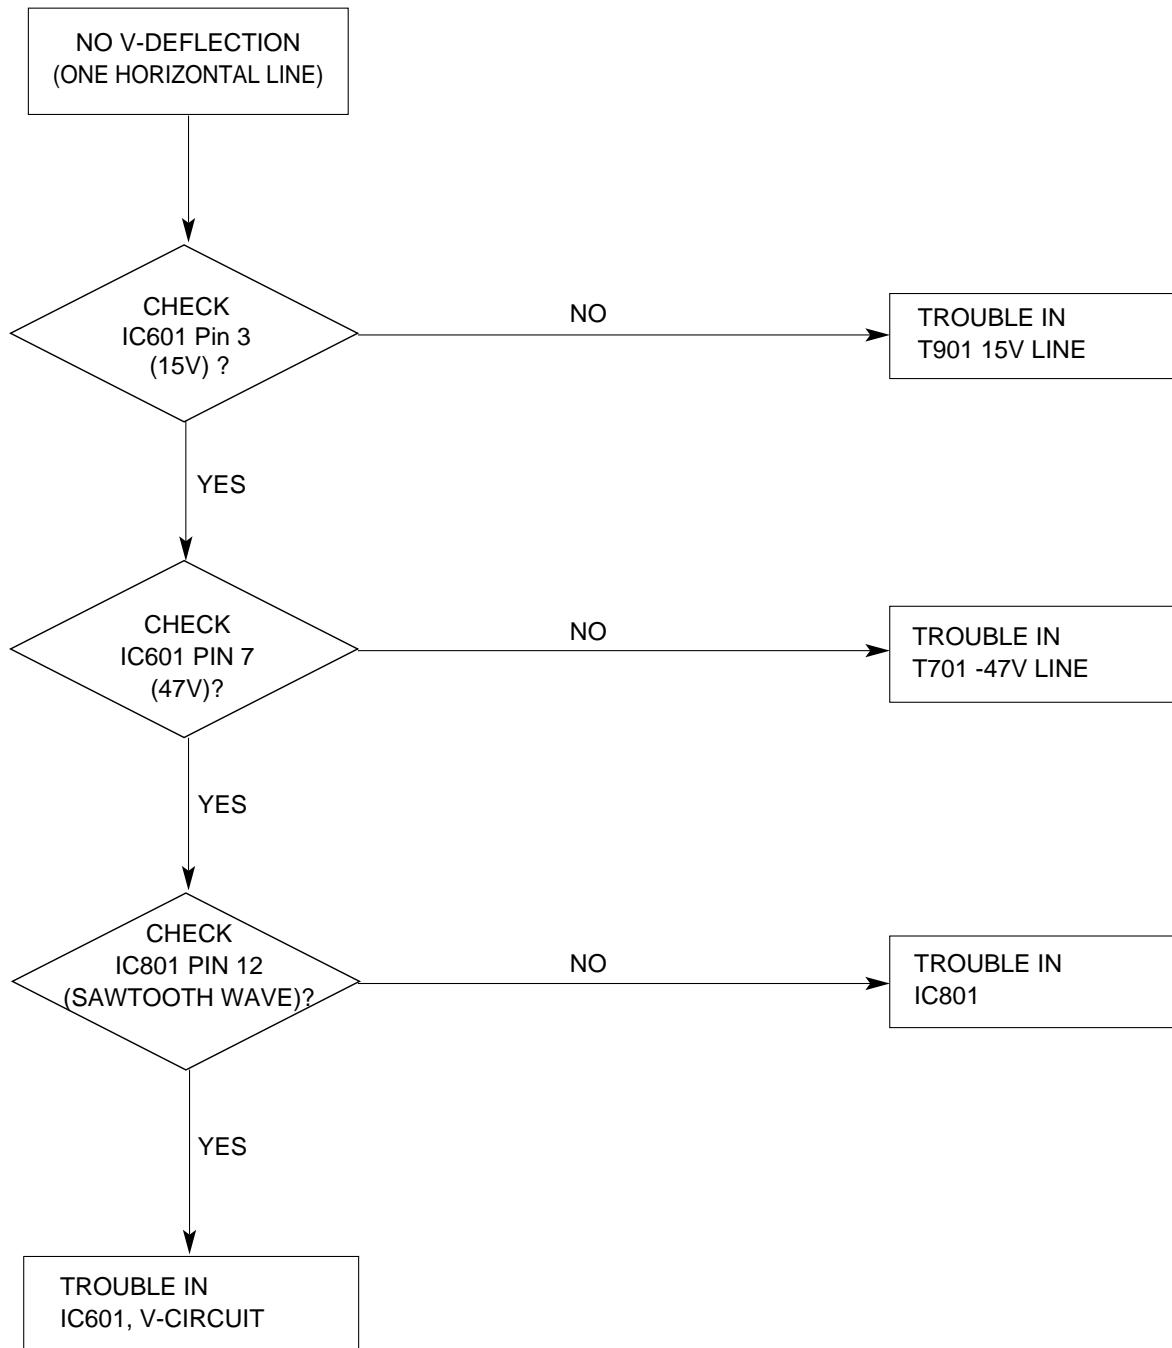 NO V-DEFLECTION
(ONE HORIZONTAL LINE)
CHECK
IC601 Pin 3
(15V) ?
NO
TROUBLE IN
T901 15V LINE
YES
CHECK
IC601 PIN 7
(47V)?
NO
TROUBLE IN
T701 -47V LINE
YES
CHECK
IC801 PIN 12
(SAWTOOTH WAVE)?
NO
TROUBLE IN
IC801
YES
TROUBLE IN
IC601, V-CIRCUIT